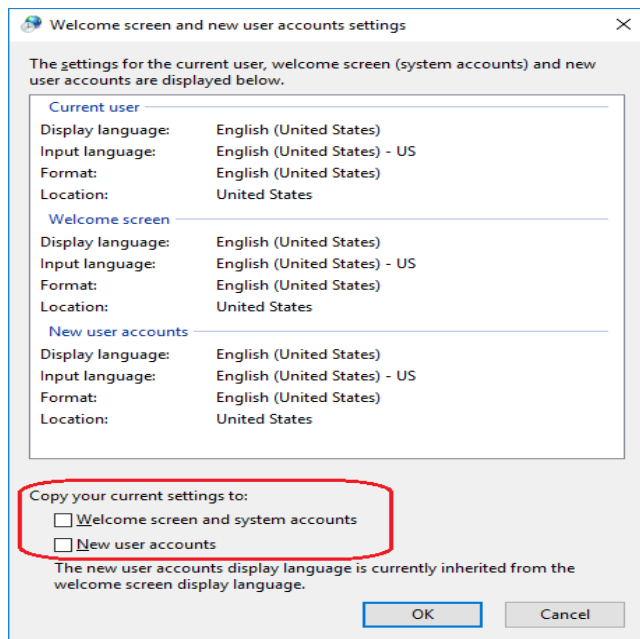 Welcome screen and new user accounts settings
The settings for the current user, welcome screen (system accounts) and new
user accounts are displayed below.
Current user
Display language: English (United States)
Input language: English (United States) - US
Format: English (United States)
Location: United States
Welcome screen
Display language: English (United States)
Input language: English (United States) - US
Format: English (United States)
Location: United States
New user accounts
Display language: English (United States)
Input language: English (United States) - US
Format: English (United States)
Location: United States
Copy your current settings to:
Welcome screen and system accounts
New user accounts
The new user accounts display language is currently inherited from the
welcome screen display language.
OK Cancel